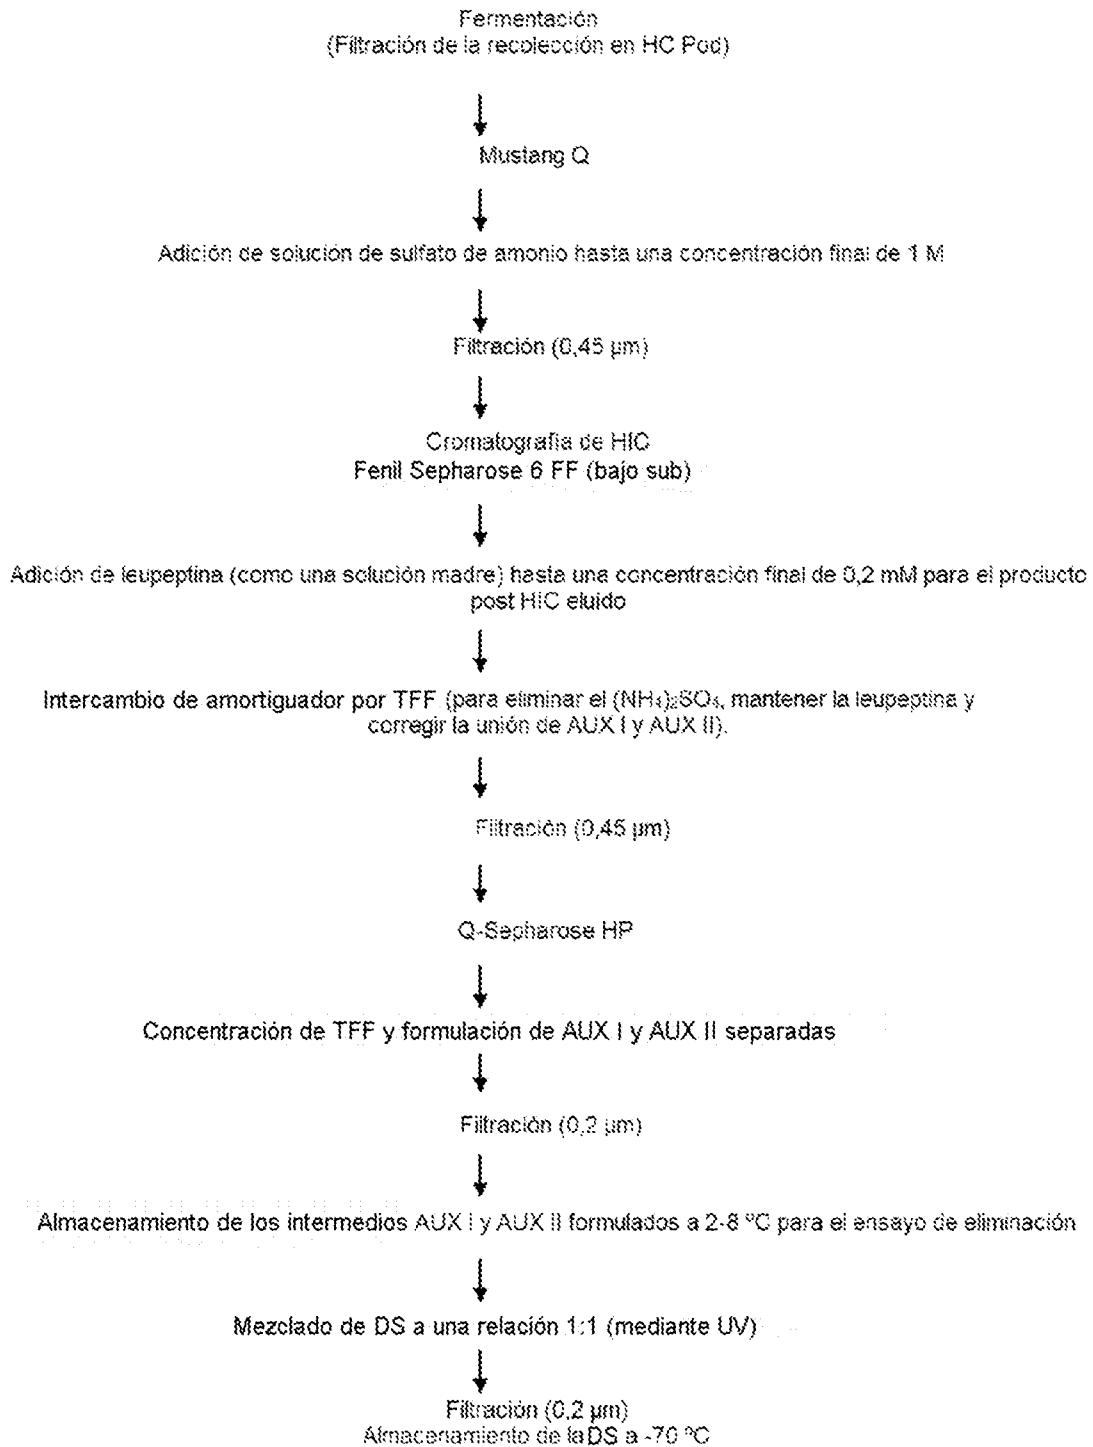 Fermentación
(Filtración de la recolección en HC Pod)
Mustang Q
Adición de solución de sulfato de amonio hasta una concentración final de 1 M
Filtración (0,45 µm)
Cromatografía de HIC
Fenil Sepharose 6 FF (bajo sub)
Adición de leupeptina (como una solución madre) hasta una concentración final de 0,2 mM para el producto
post HIC eluido
Intercambio de amortiguador por TFF (para eliminar el (NH₄)₂SO₄, mantener la leupeptina y
corregir la unión de AUX I y AUX II).
Filtración (0,45 µm)
Q-Sepharose HP
Concentración de TFF y formulación de AUX I y AUX II separadas
Filtración (0,2 µm)
Almacenamiento de los intermedios AUX I y AUX II formulados a 2-8 ºC para el ensayo de eliminación
Mezclado de DS a una relación 1:1 (mediante UV)
Filtración (0,2 µm)
Almacenamiento de la DS a -70 ºC